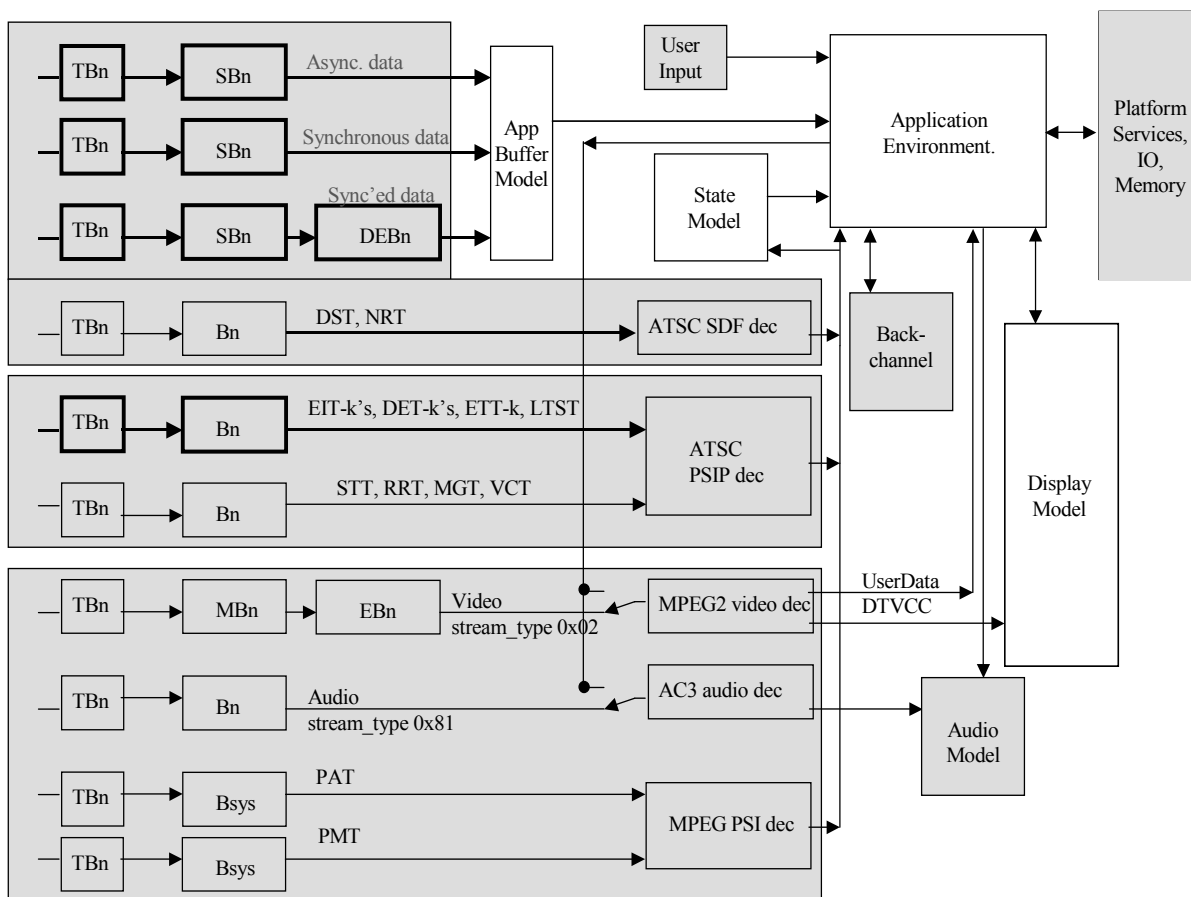 TBn
SBn
Async. data
TBn
SBn
Synchronous data
Sync'ed data
TBn
SBn
DEBn
App
Buffer
Model
User
Input
Application
Environment.
Platform
Services,
IO,
Memory
State
Model
TBn
Bn
DST, NRT
ATSC SDF dec
Back-
channel
EIT-k's, DET-k's, ETT-k, LTST
TBn
Bn
ATSC
PSIP dec
STT, RRT, MGT, VCT
TBn
Bn
Display
Model
TBn
MBn
EBn
Video
stream_type 0x02
MPEG2 video dec
UserData
DTVCC
TBn
Bn
Audio
stream_type 0x81
AC3 audio dec
Audio
Model
TBn
Bsys
PAT
MPEG PSI dec
TBn
Bsys
PMT